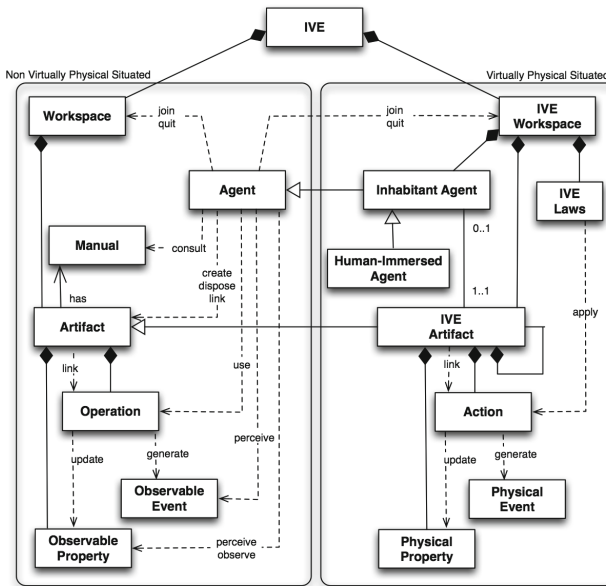 IVE
Non Virtually Physical Situated
Virtually Physical Situated
Workspace
join
quit
join
quit
IVE
Workspace
Agent
Inhabitant Agent
IVE
Laws
Manual
consult
0..1
Human-Immersed
Agent
create
dispose
link
has
1..1
Artifact
IVE
Artifact
apply
link
use
link
Operation
Action
update
generate
perceive
update
generate
Observable
Event
Physical
Event
Observable
Property
perceive
observe
Physical
Property